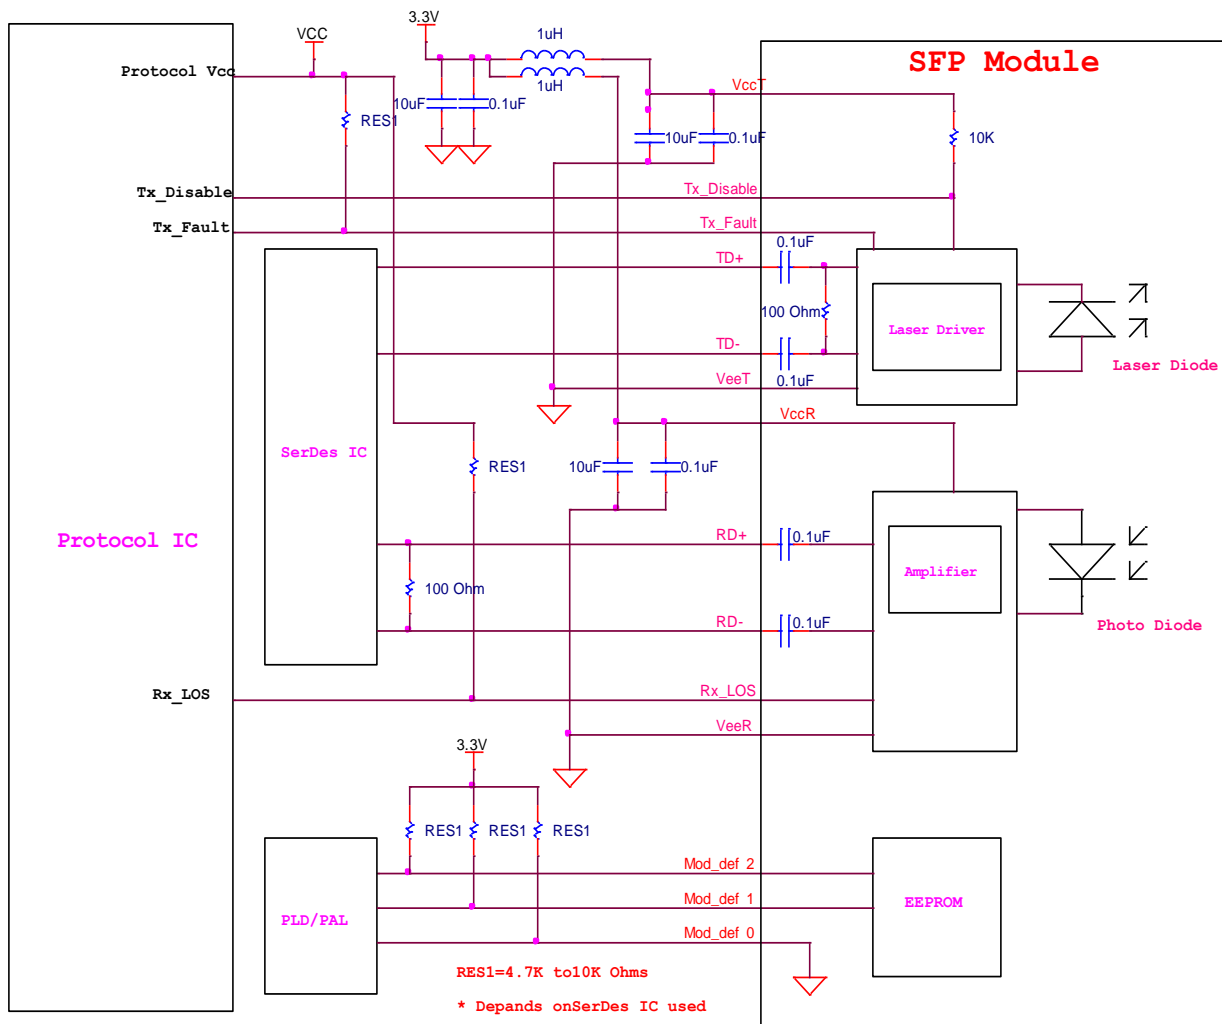 3.3V
VCC
1uH
SFP Module
Protocol Vcc
1uH
VccT
10uF
0.1uF
RES1
10uF
0.1uF
10K
Tx_Disable
Tx_Disable
Tx_Fault
Tx_Fault
0.1uF
TD+
100 Ohm
Laser Driver
TD-
0.1uF
Laser Diode
VeeT
VccR
SerDes IC
RES1
10uF
0.1uF
Protocol IC
RD+
0.1uF
Amplifier
100 Ohm
RD-
0.1uF
Photo Diode
Rx_LOS
Rx_LOS
VeeR
3.3V
RES1
RES1
RES1
Mod_def 2
Mod_def 1
EEPROM
PLD/PAL
Mod_def 0
RES1=4.7K to10K Ohms
* Depands onSerDes IC used